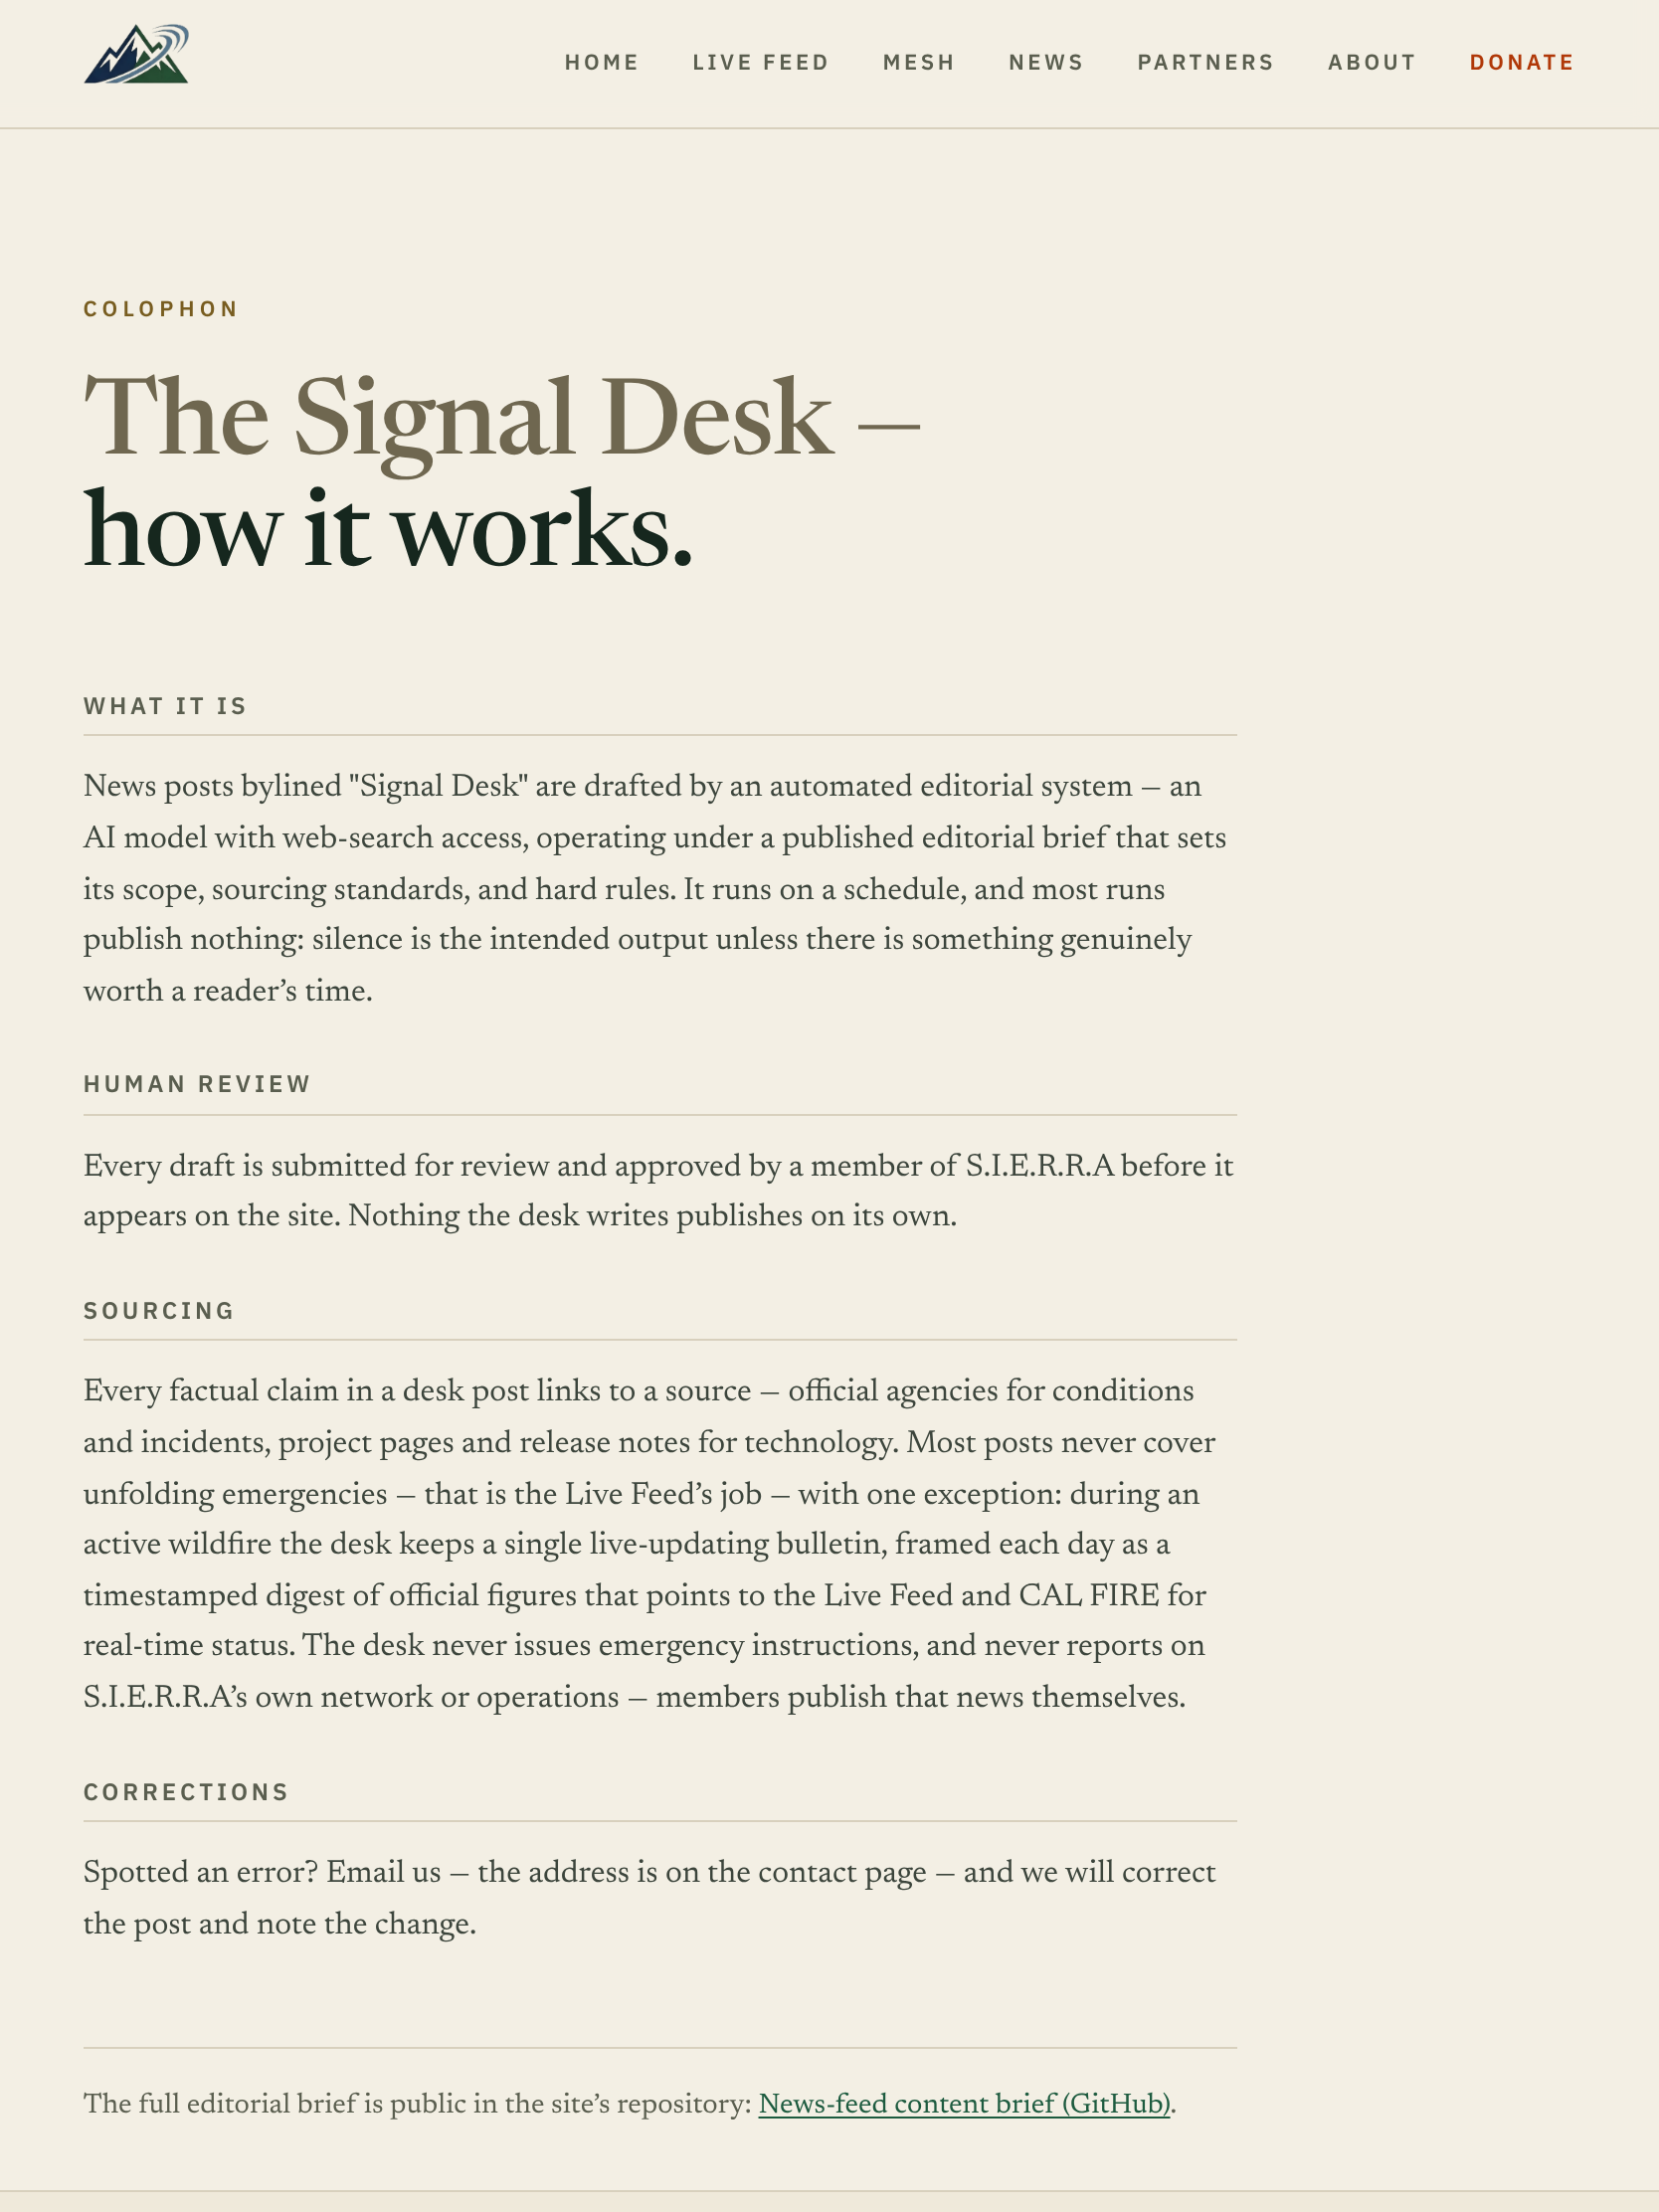 HOME LIVE FEED MESH NEWS PARTNERS ABOUT DONATE
COLOPHON
The Signal Desk —
how it works.
WHAT IT IS
News posts bylined "Signal Desk" are drafted by an automated editorial system — an
AI model with web-search access, operating under a published editorial brief that sets
its scope, sourcing standards, and hard rules. It runs on a schedule, and most runs
publish nothing: silence is the intended output unless there is something genuinely
worth a reader’s time.
HUMAN REVIEW
Every draft is submitted for review and approved by a member of S.I.E.R.R.A before it
appears on the site. Nothing the desk writes publishes on its own.
SOURCING
Every factual claim in a desk post links to a source — official agencies for conditions
and incidents, project pages and release notes for technology. Most posts never cover
unfolding emergencies — that is the Live Feed’s job — with one exception: during an
active wildfire the desk keeps a single live-updating bulletin, framed each day as a
timestamped digest of official figures that points to the Live Feed and CAL FIRE for
real-time status. The desk never issues emergency instructions, and never reports on
S.I.E.R.R.A’s own network or operations — members publish that news themselves.
CORRECTIONS
Spotted an error? Email us — the address is on the contact page — and we will correct
the post and note the change.
The full editorial brief is public in the site’s repository: News-feed content brief (GitHub).